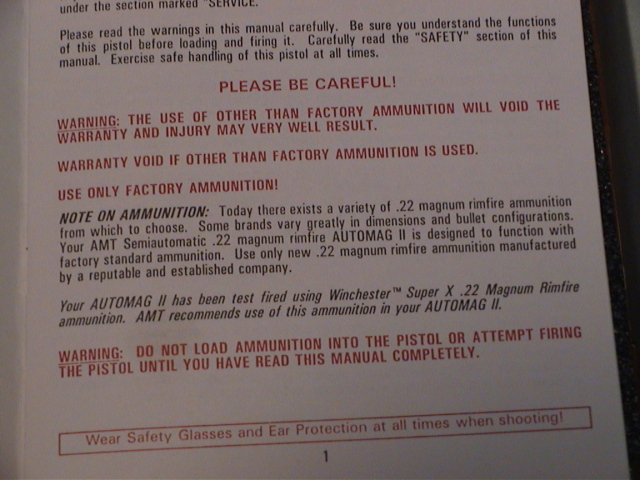 under the section marked "SERVICE."
Please read the warnings in this manual carefully. Be sure you understand the functions
of this pistol before loading and firing it. Carefully read the "SAFETY" section of this
manual. Exercise safe handling of this pistol at all times.
PLEASE BE CAREFUL!
WARNING: THE USE OF OTHER THAN FACTORY AMMUNITION WILL VOID THE
WARRANTY AND INJURY MAY VERY WELL RESULT.
WARRANTY VOID IF OTHER THAN FACTORY AMMUNITION IS USED.
USE ONLY FACTORY AMMUNITION!
NOTE ON AMMUNITION: Today there exists a variety of .22 magnum rimfire ammunition
from which to choose. Some brands vary greatly in dimensions and bullet configurations.
Your AMT Semiautomatic .22 magnum rimfire AUTOMAG II is designed to function with
factory standard ammunition. Use only new .22 magnum rimfire ammunition manufactured
by a reputable and established company.
Your AUTOMAG II has been test fired using Winchester™ Super X .22 Magnum Rimfire
ammunition. AMT recommends use of this ammunition in your AUTOMAG II.
WARNING: DO NOT LOAD AMMUNITION INTO THE PISTOL OR ATTEMPT FIRING
THE PISTOL UNTIL YOU HAVE READ THIS MANUAL COMPLETELY.
Wear Safety Glasses and Ear Protection at all times when shooting!
1